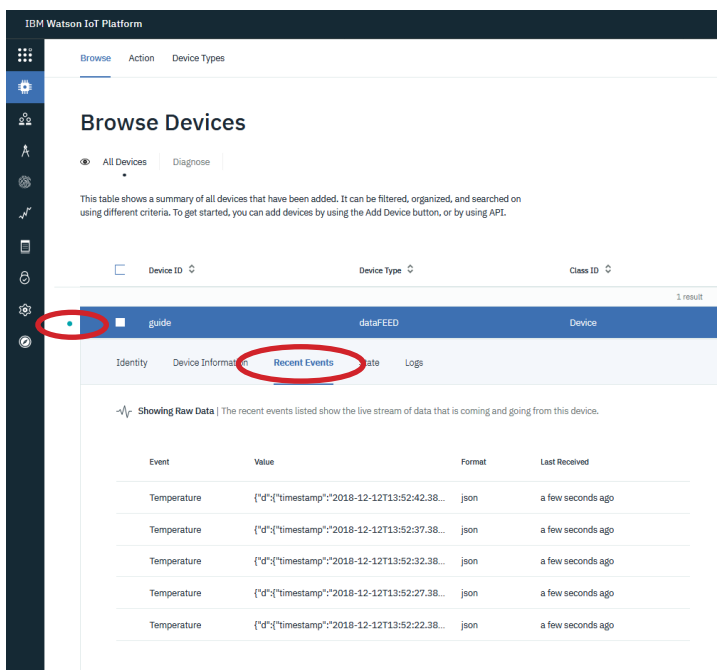 IBM Watson IoT Platform
Browse Action Device Types
Browse Devices
All Devices Diagnose
This table shows a summary of all devices that have been added. It can be filtered, organized, and searched on
using different criteria. To get started, you can add devices by using the Add Device button, or by using API.
Device ID Device Type Class ID
1 result
guide dataFEED Device
Identity Device Information Recent Events State Logs
Showing Raw Data | The recent events listed show the live stream of data that is coming and going from this device.
Event Value Format Last Received
Temperature {"d":{"timestamp":"2018-12-12T13:52:42.38... json a few seconds ago
Temperature {"d":{"timestamp":"2018-12-12T13:52:37.38... json a few seconds ago
Temperature {"d":{"timestamp":"2018-12-12T13:52:32.38... json a few seconds ago
Temperature {"d":{"timestamp":"2018-12-12T13:52:27.38... json a few seconds ago
Temperature {"d":{"timestamp":"2018-12-12T13:52:22.38... json a few seconds ago